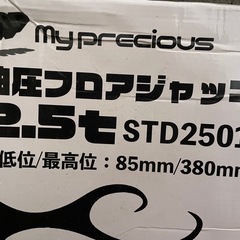 my precious
油圧フロアジャッ
2.5t STD250
低位/最高位：85mm/380mm